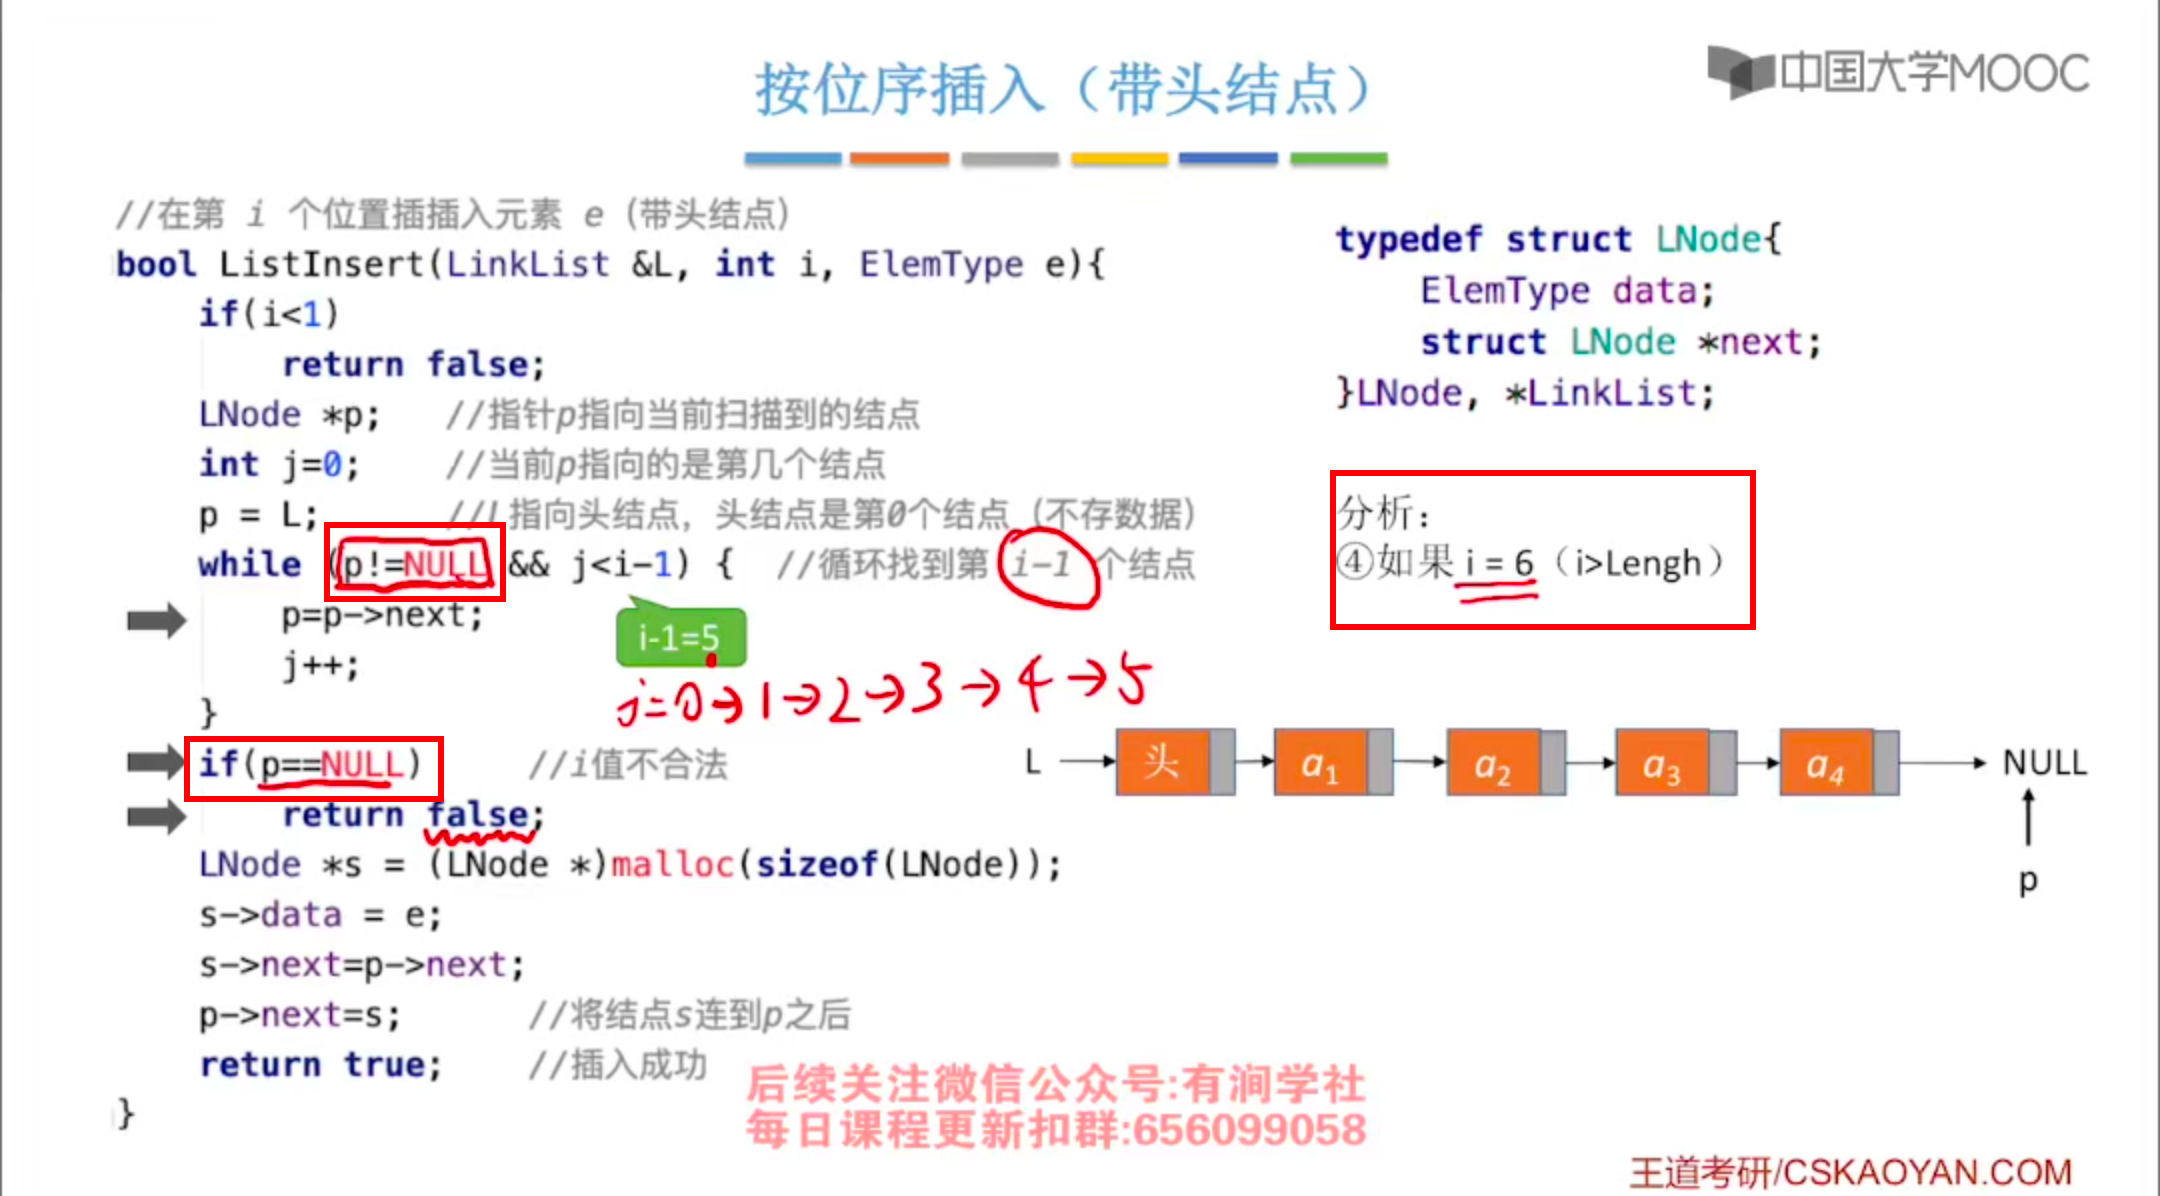 按位序插入（带头结点）
中国大学MOOC
//在第 i 个位置插插入元素 e（带头结点）
bool ListInsert(LinkList &L, int i, ElemType e){
if(i<1)
return false;
LNode *p; //指针p指向当前扫描到的结点
int j=0; //当前p指向的是第几个结点
p = L; //L指向头结点，头结点是第0个结点（不存数据）
while (p!=NULL && j<i-1) { //循环找到第 i-1 个结点
p=p->next;
j++;
}
i-1=5
j=0→1→2→3→4→5
if(p==NULL) //i值不合法
return false;
LNode *s = (LNode *)malloc(sizeof(LNode));
s->data = e;
s->next=p->next;
p->next=s; //将结点s连到p之后
return true; //插入成功
}
typedef struct LNode{
ElemType data;
struct LNode *next;
}LNode, *LinkList;
分析：
④如果 i = 6（i>Lengh）
L 头 a1 a2 a3 a4 NULL
p
后续关注微信公众号:有涧学社
每日课程更新扣群:656099058
王道考研/CSKAOYAN.COM